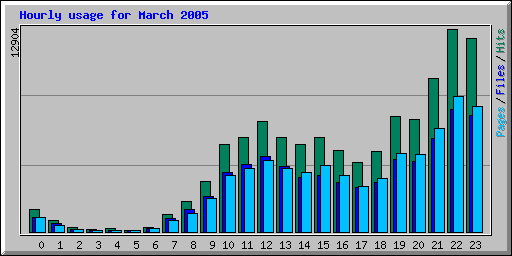 Hourly usage for March 2005
12904
Pages / Files / Hits
0 1 2 3 4 5 6 7 8 9 10 11 12 13 14 15 16 17 18 19 20 21 22 23